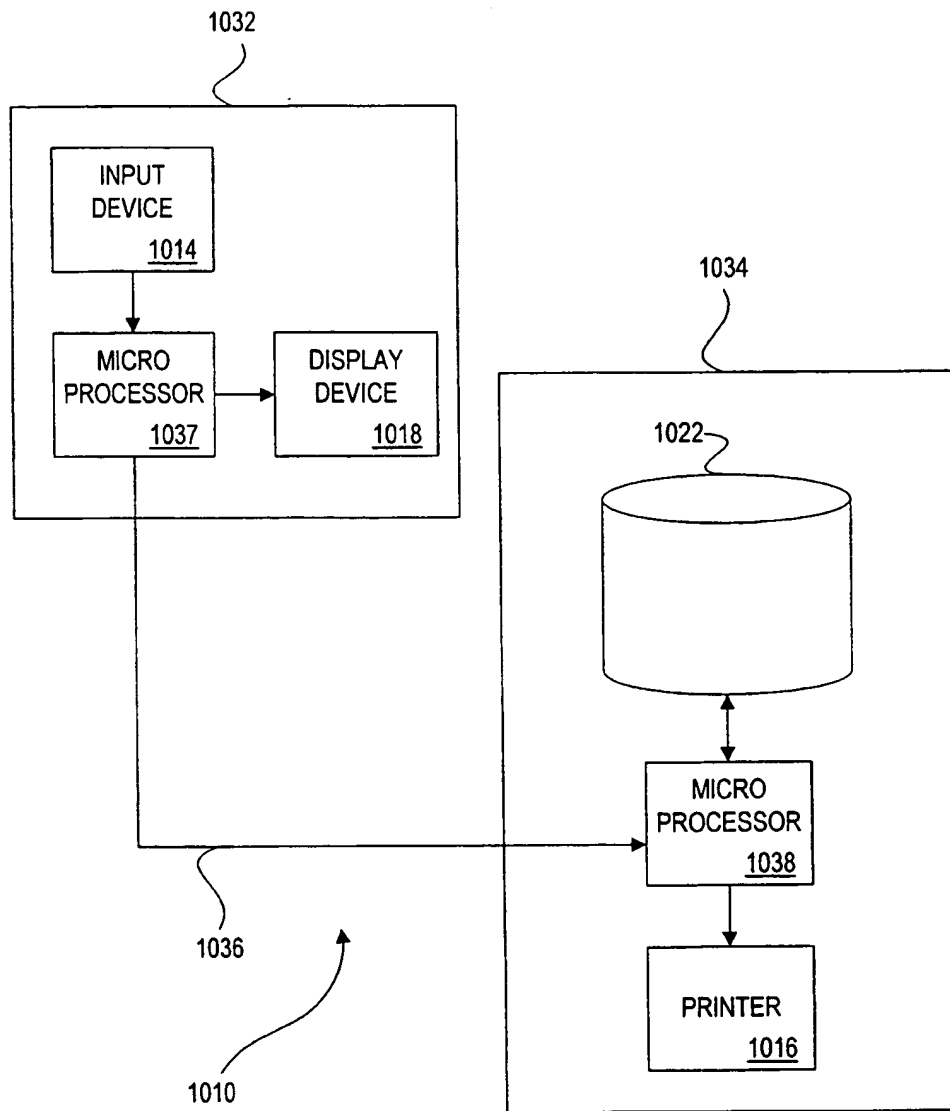 1032
INPUT
DEVICE
1014
MICRO
PROCESSOR
1037
DISPLAY
DEVICE
1018
1034
1022
MICRO
PROCESSOR
1038
1036
PRINTER
1016
1010